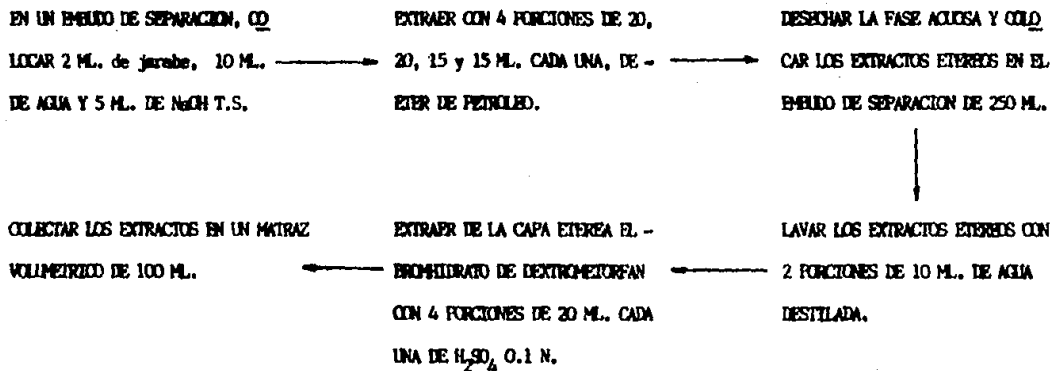 EN UN EMBUDO DE SEPARACION, CO
LOCAR 2 ML. de jarabe, 10 ML.
DE AGUA Y 5 ML. DE NaOH T.S.
EXTRAER CON 4 PORCIONES DE 20,
20, 15 y 15 ML. CADA UNA, DE -
ETER DE PETROLEO.
DESECHAR LA FASE ACUOSA Y COLO
CAR LOS EXTRACTOS ETEREOS EN EL
EMBUDO DE SEPARACION DE 250 ML.
LAVAR LOS EXTRACTOS ETEREOS CON
2 PORCIONES DE 10 ML. DE AGUA
DESTILADA.
EXTRAER DE LA CAPA ETEREA EL -
BROMHIDRATO DE DEXTROMETORFAN
CON 4 PORCIONES DE 20 ML. CADA
UNA DE H2SO4 0.1 N.
COLECTAR LOS EXTRACTOS EN UN MATRAZ
VOLUMETRICO DE 100 ML.